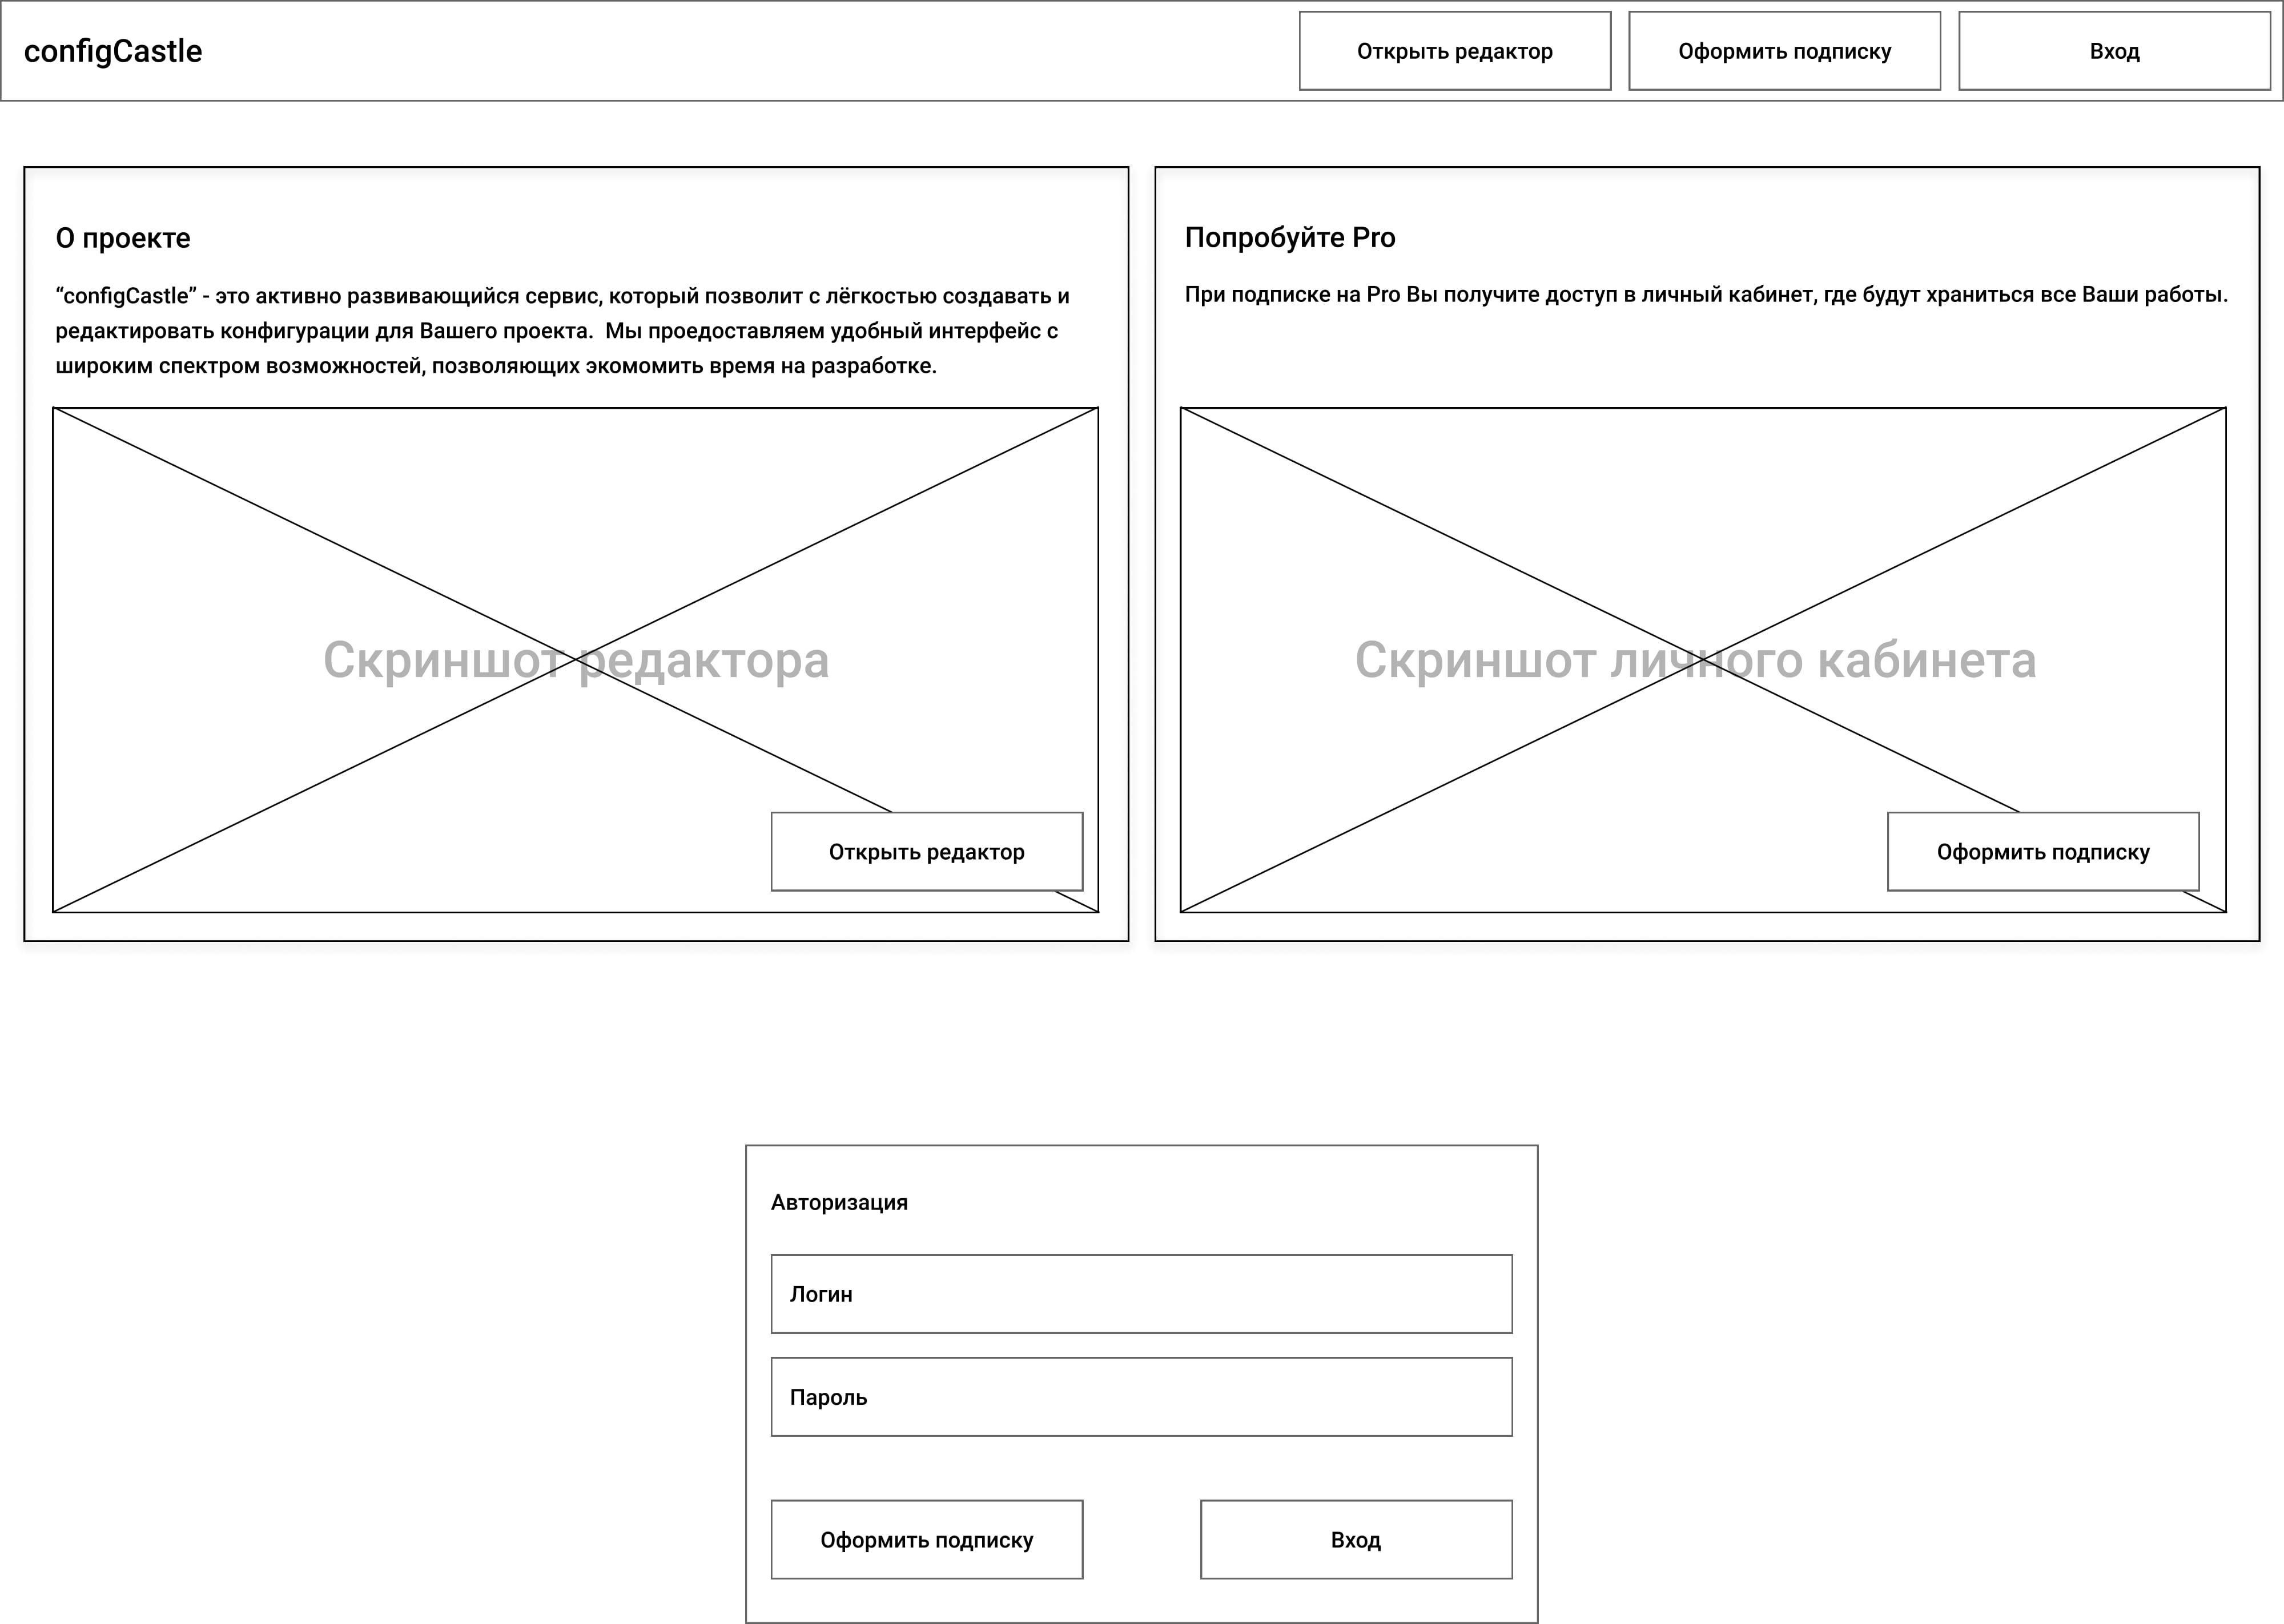 configCastle
Открыть редактор
Оформить подписку
Вход
О проекте
“configCastle” - это активно развивающийся сервис, который позволит с лёгкостью создавать и
редактировать конфигурации для Вашего проекта.  Мы проедоставляем удобный интерфейс с
широким спектром возможностей, позволяющих экомомить время на разработке.
Скриншот редактора
Открыть редактор
Попробуйте Pro
При подписке на Pro Вы получите доступ в личный кабинет, где будут храниться все Ваши работы.
Скриншот личного кабинета
Оформить подписку
Авторизация
Логин
Пароль
Оформить подписку
Вход